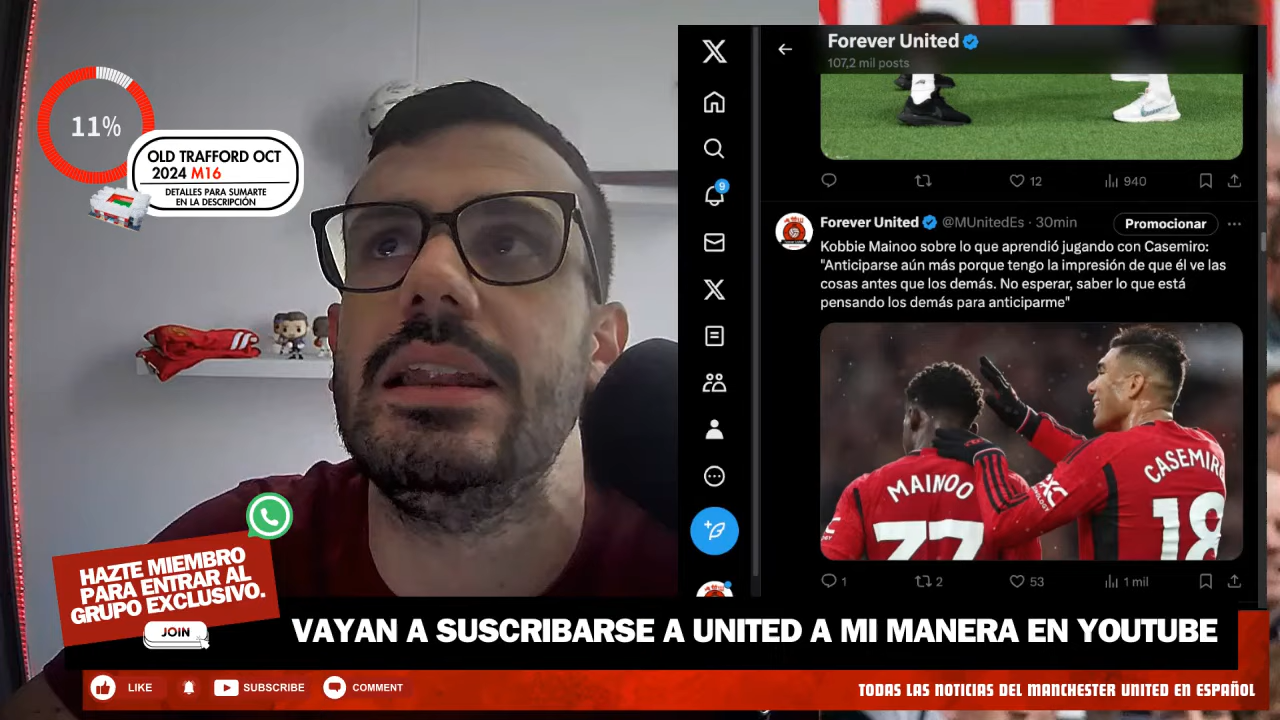 11%
OLD TRAFFORD OCT
2024 M16
DETALLES PARA SUMARTE
EN LA DESCRIPCIÓN
Forever United
107,2 mil posts
12
940
9
Forever United @MUnitedEs · 30min
Promocionar
Kobbie Mainoo sobre lo que aprendió jugando con Casemiro:
"Anticiparse aún más porque tengo la impresión de que él ve las
cosas antes que los demás. No esperar, saber lo que está
pensando los demás para anticiparme"
MAINOO
37
CASEMIRO
18
1
2
53
1 mil
HAZTE MIEMBRO
PARA ENTRAR AL
GRUPO EXCLUSIVO.
JOIN
VAYAN A SUSCRIBARSE A UNITED A MI MANERA EN YOUTUBE
LIKE
SUBSCRIBE
COMMENT
TODAS LAS NOTICIAS DEL MANCHESTER UNITED EN ESPAÑOL